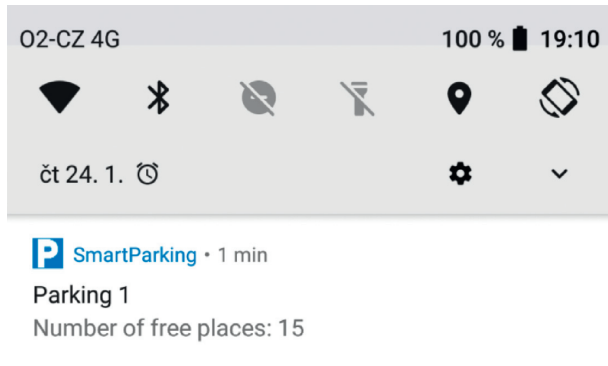 O2-CZ 4G 100 % 19:10
čt 24. 1.
P SmartParking • 1 min
Parking 1
Number of free places: 15